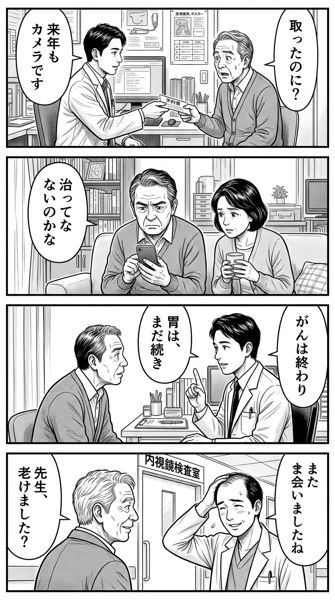 取ったのに？
来年も
カメラです
治ってな
ないのかな
がんは終わり
胃は、
まだ続き
内視鏡検査室
また
ま会いましたね
先生、
老けました？